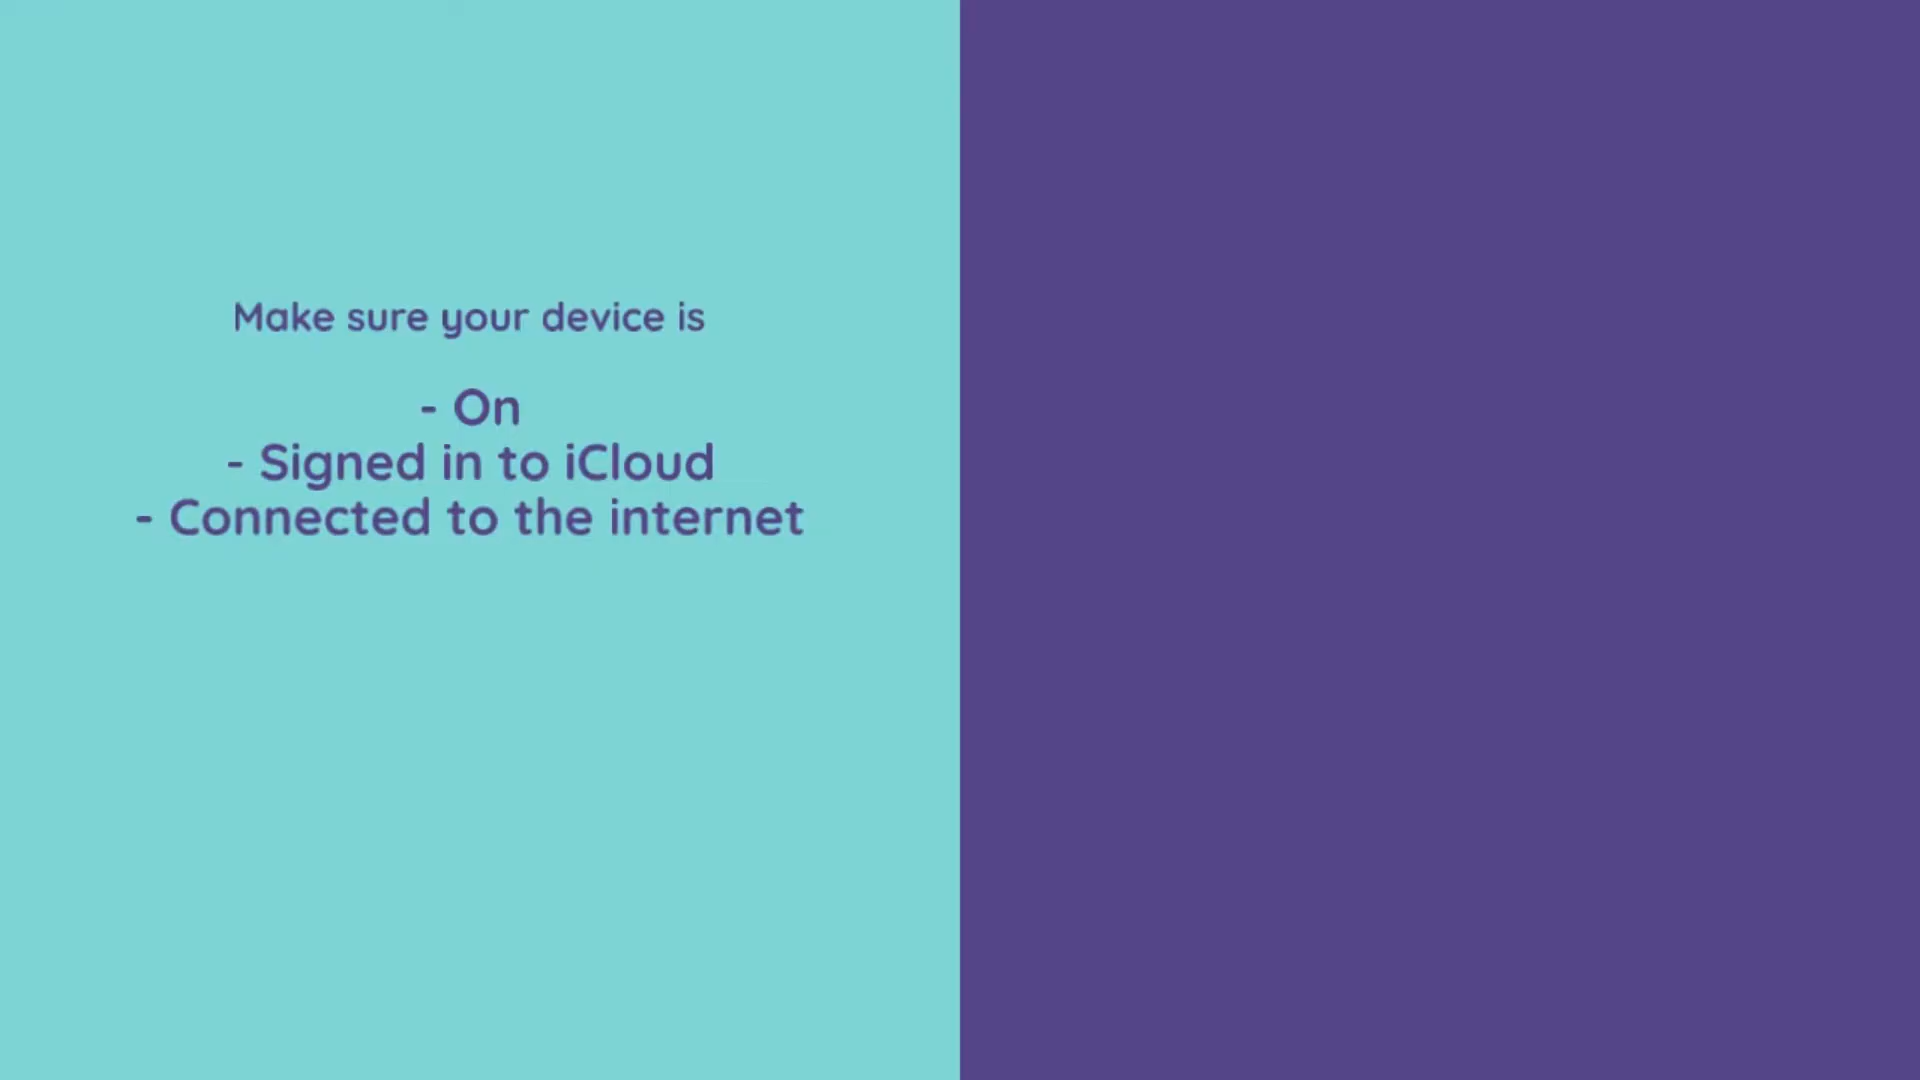 Make sure your device is
- On
- Signed in to iCloud
- Connected to the internet